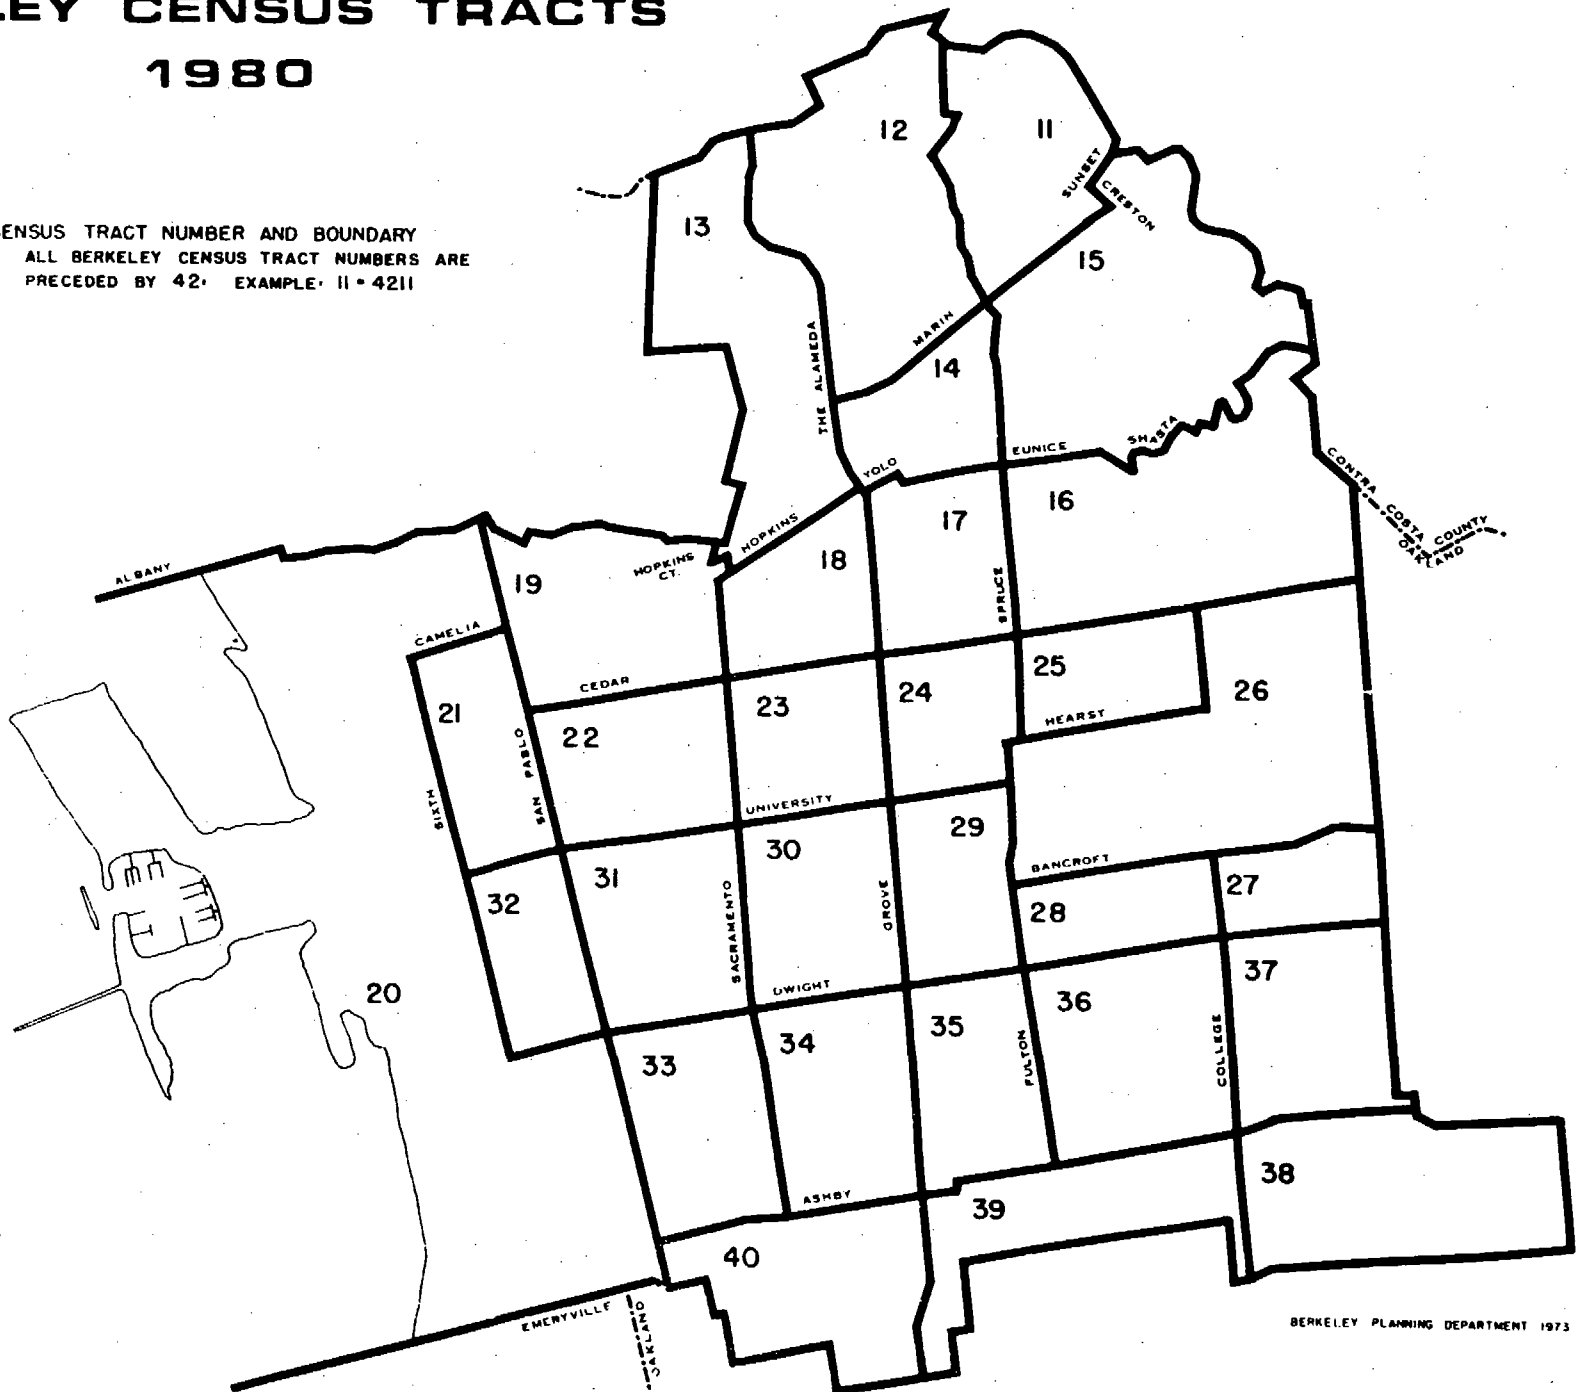 LEY CENSUS TRACTS
1980
ENSUS TRACT NUMBER AND BOUNDARY
ALL BERKELEY CENSUS TRACT NUMBERS ARE
PRECEDED BY 42. EXAMPLE. 11 = 4211
12
11
SUNSET
CRESTON
13
15
MARIN
THE ALAMEDA
14
SHASTA
EUNICE
YOLO
CONTRA COSTA COUNTY
OAKLAND
16
17
HOPKINS
HOPKINS
CT.
18
ALBANY
19
SPRUCE
CAMELIA
CEDAR
25
26
21
22
23
24
HEARST
SAN PABLO
SIXTH
UNIVERSITY
29
30
BANCROFT
31
32
27
28
GROVE
SACRAMENTO
20
DWIGHT
37
36
35
34
33
FULTON
COLLEGE
38
ASHBY
39
40
EMERYVILLE
OAKLAND
BERKELEY PLANNING DEPARTMENT 1973